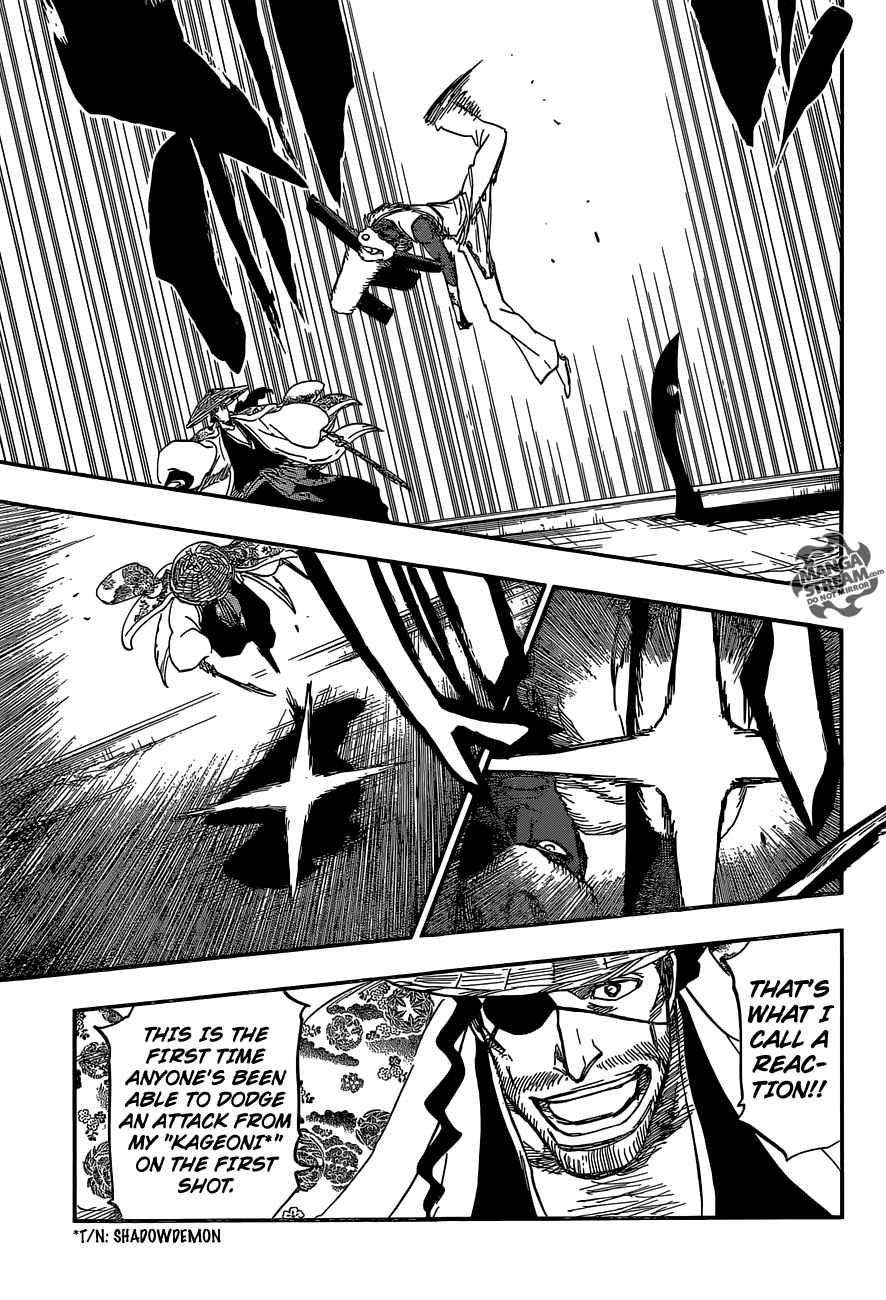 MANGA
STREAM.com
DO NOT MIRROR
THAT'S
WHAT I
CALL A
REAC-
TION!!
THIS IS THE
FIRST TIME
ANYONE'S BEEN
ABLE TO DODGE
AN ATTACK FROM
MY "KAGEONI*"
ON THE FIRST
SHOT.
*T/N: SHADOWDEMON